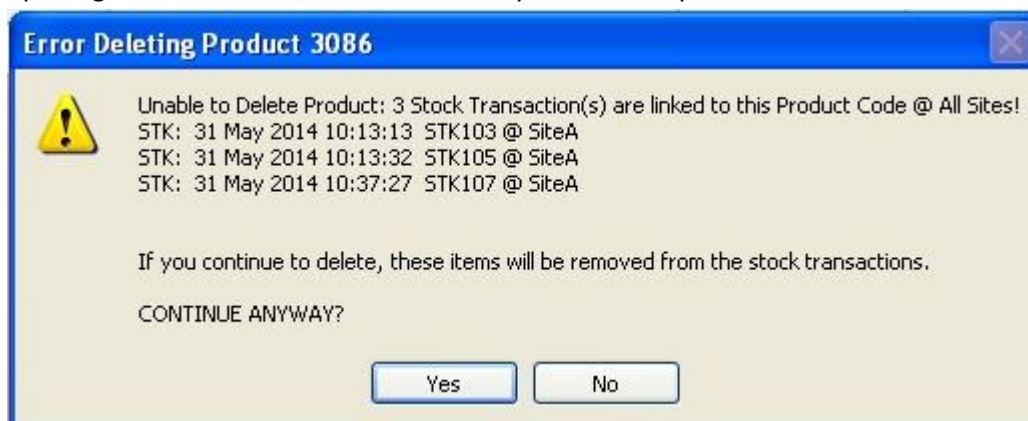 Error Deleting Product 3086
Unable to Delete Product: 3 Stock Transaction(s) are linked to this Product Code @ All Sites!
STK: 31 May 2014 10:13:13 STK103 @ SiteA
STK: 31 May 2014 10:13:32 STK105 @ SiteA
STK: 31 May 2014 10:37:27 STK107 @ SiteA
If you continue to delete, these items will be removed from the stock transactions.
CONTINUE ANYWAY?
Yes No